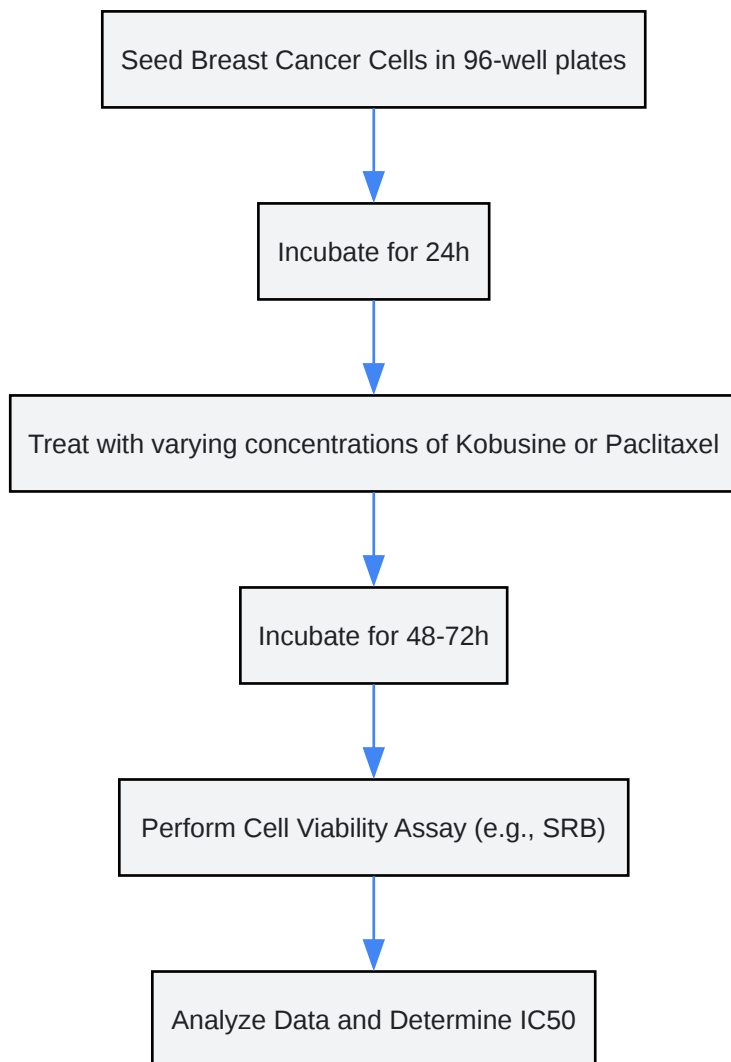 Seed Breast Cancer Cells in 96-well plates
Incubate for 24h
Treat with varying concentrations of Kobusine or Paclitaxel
Incubate for 48-72h
Perform Cell Viability Assay (e.g., SRB)
Analyze Data and Determine IC50